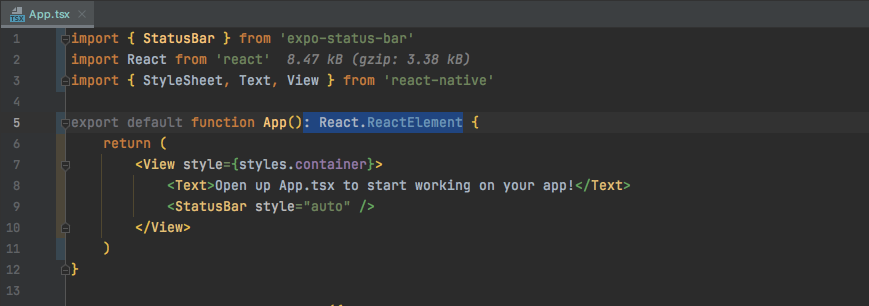 App.tsx
1 import { StatusBar } from 'expo-status-bar'
2 import React from 'react' 8.47 kB (gzip: 3.38 kB)
3 import { StyleSheet, Text, View } from 'react-native'
4
5 export default function App(): React.ReactElement {
6 return (
7 <View style={styles.container}>
8 <Text>Open up App.tsx to start working on your app!</Text>
9 <StatusBar style="auto" />
10 </View>
11 )
12 }
13